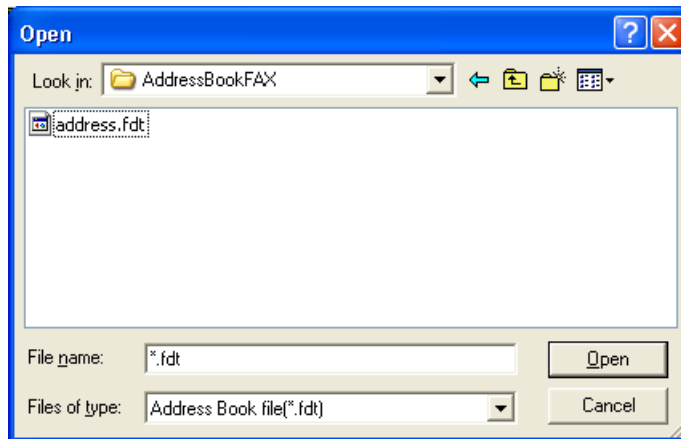 Open
Look in: AddressBookFAX
address.fdt
File name: *.fdt Open
Files of type: Address Book file(*.fdt) Cancel